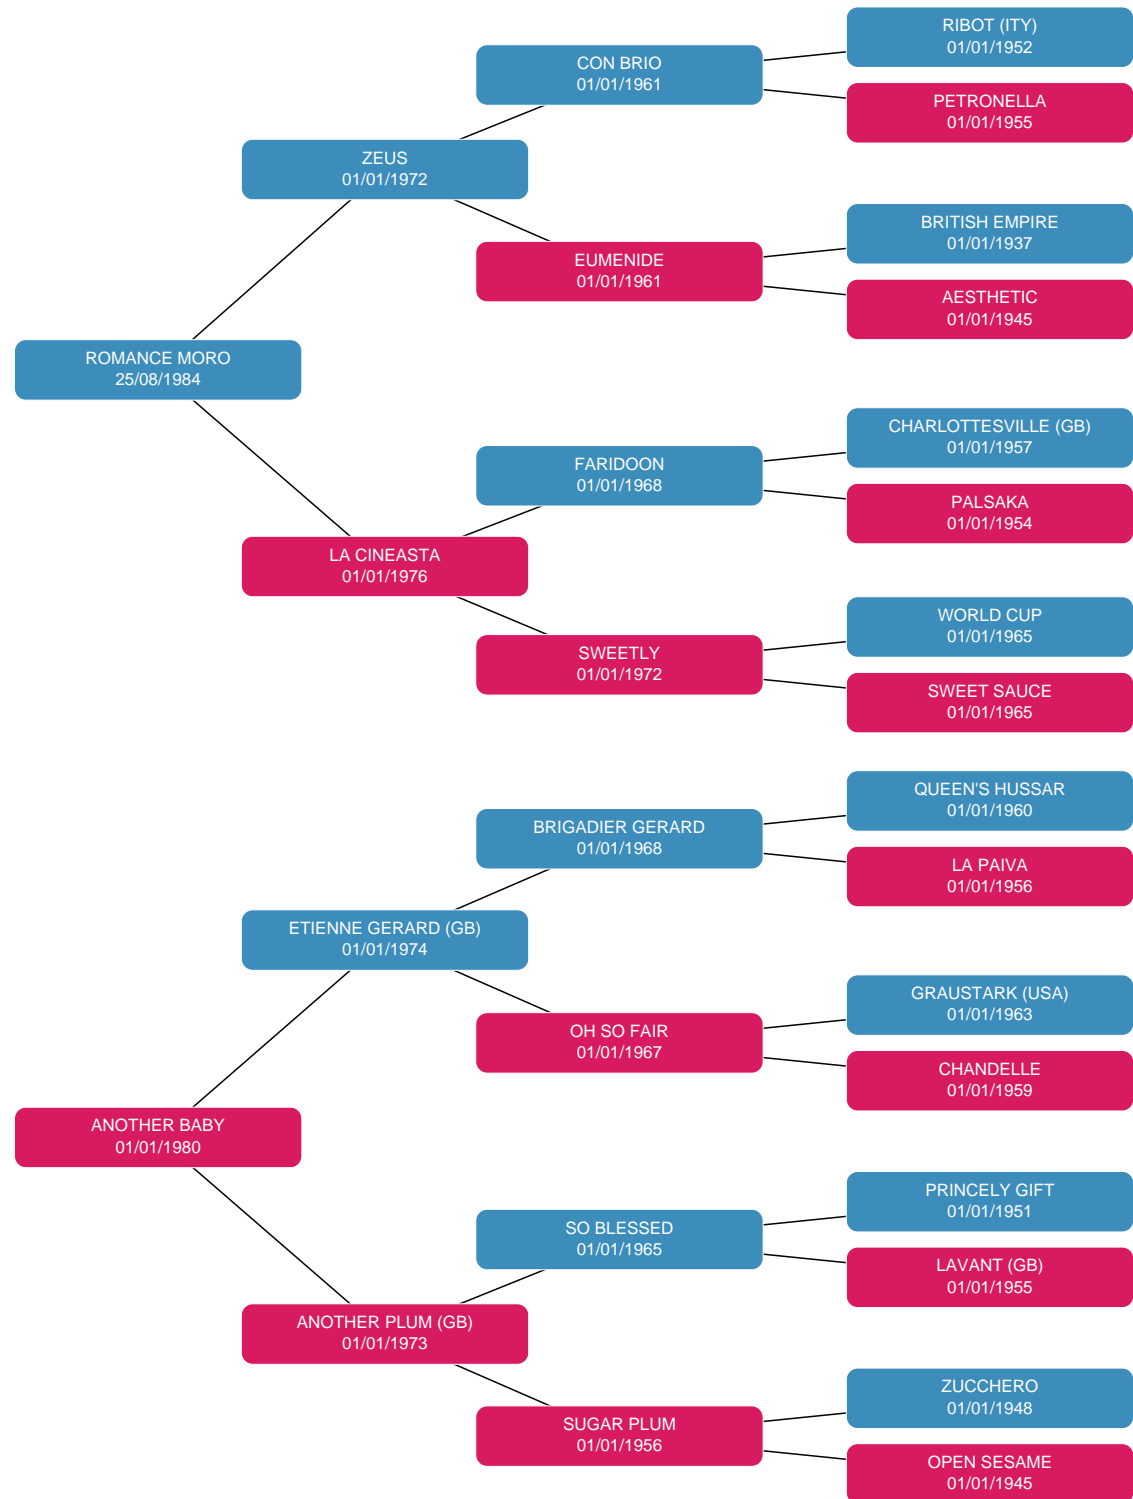 RIBOT (ITY)
01/01/1952
CON BRIO
01/01/1961
PETRONELLA
01/01/1955
ZEUS
01/01/1972
BRITISH EMPIRE
01/01/1937
EUMENIDE
01/01/1961
AESTHETIC
01/01/1945
ROMANCE MORO
25/08/1984
CHARLOTTESVILLE (GB)
01/01/1957
FARIDOON
01/01/1968
PALSAKA
01/01/1954
LA CINEASTA
01/01/1976
WORLD CUP
01/01/1965
SWEETLY
01/01/1972
SWEET SAUCE
01/01/1965
QUEEN'S HUSSAR
01/01/1960
BRIGADIER GERARD
01/01/1968
LA PAIVA
01/01/1956
ETIENNE GERARD (GB)
01/01/1974
GRAUSTARK (USA)
01/01/1963
OH SO FAIR
01/01/1967
CHANDELLE
01/01/1959
ANOTHER BABY
01/01/1980
PRINCELY GIFT
01/01/1951
SO BLESSED
01/01/1965
LAVANT (GB)
01/01/1955
ANOTHER PLUM (GB)
01/01/1973
ZUCCHERO
01/01/1948
SUGAR PLUM
01/01/1956
OPEN SESAME
01/01/1945